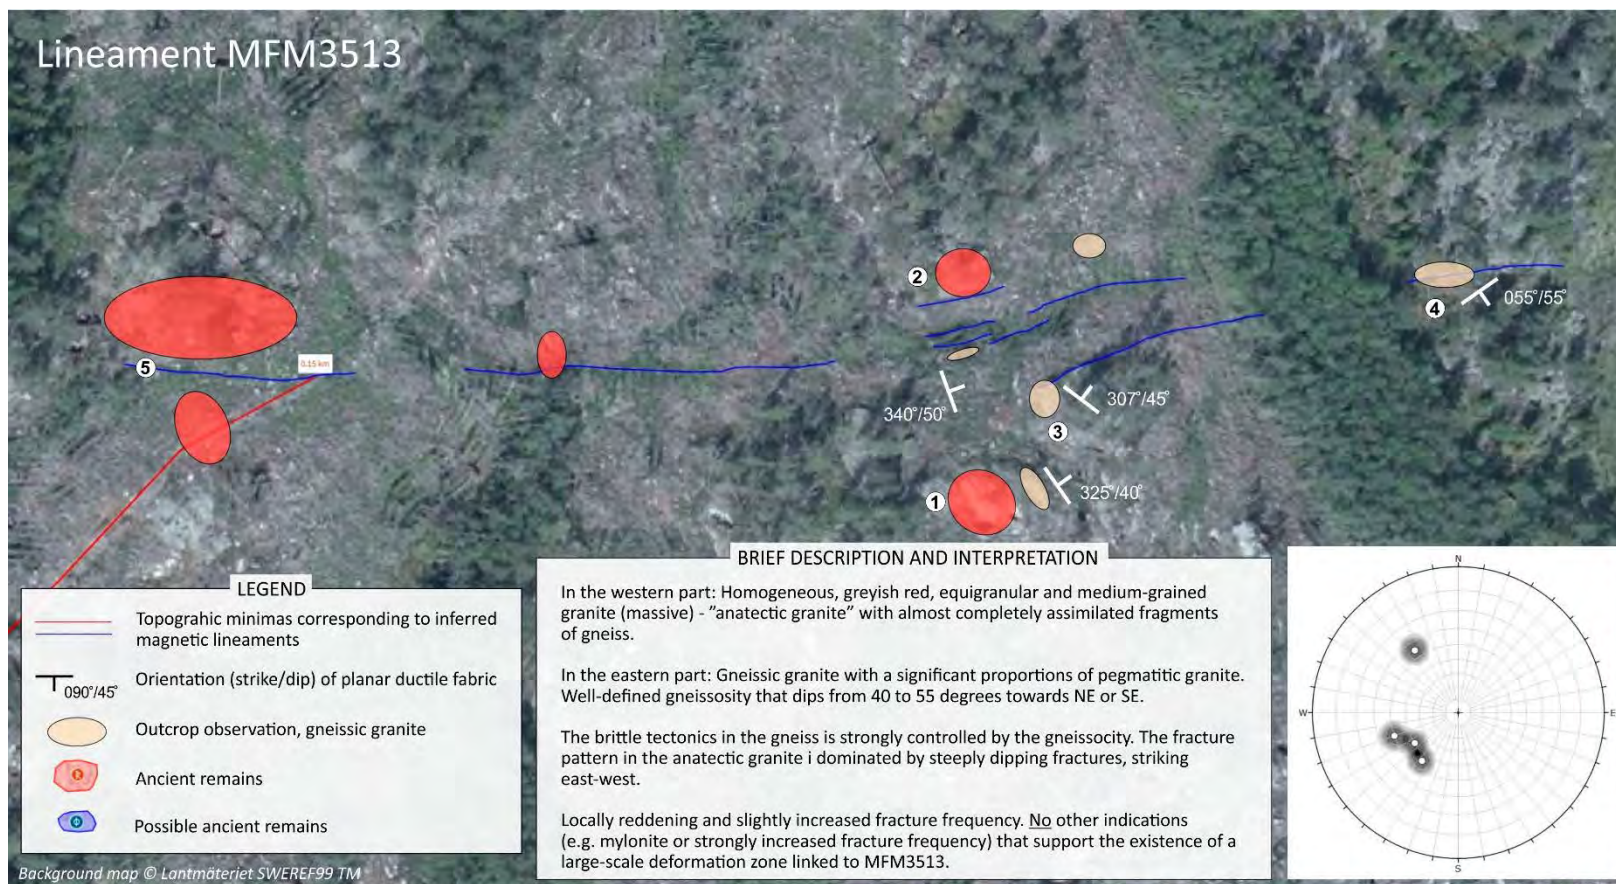 Lineament MFM3513
0.15 km
5
2
4
055°/55°
340°/50°
307°/45°
3
1
325°/40°
LEGEND
Topograhic minimas corresponding to inferred
magnetic lineaments
090°/45°
Orientation (strike/dip) of planar ductile fabric
Outcrop observation, gneissic granite
R
Ancient remains
Possible ancient remains
Background map © Lantmäteriet SWEREF99 TM
BRIEF DESCRIPTION AND INTERPRETATION
In the western part: Homogeneous, greyish red, equigranular and medium-grained
granite (massive) - ”anatectic granite” with almost completely assimilated fragments
of gneiss.
In the eastern part: Gneissic granite with a significant proportions of pegmatitic granite.
Well-defined gneissosity that dips from 40 to 55 degrees towards NE or SE.
The brittle tectonics in the gneiss is strongly controlled by the gneissocity. The fracture
pattern in the anatectic granite i dominated by steeply dipping fractures, striking
east-west.
Locally reddening and slightly increased fracture frequency. No other indications
(e.g. mylonite or strongly increased fracture frequency) that support the existence of a
large-scale deformation zone linked to MFM3513.
N
W
E
S